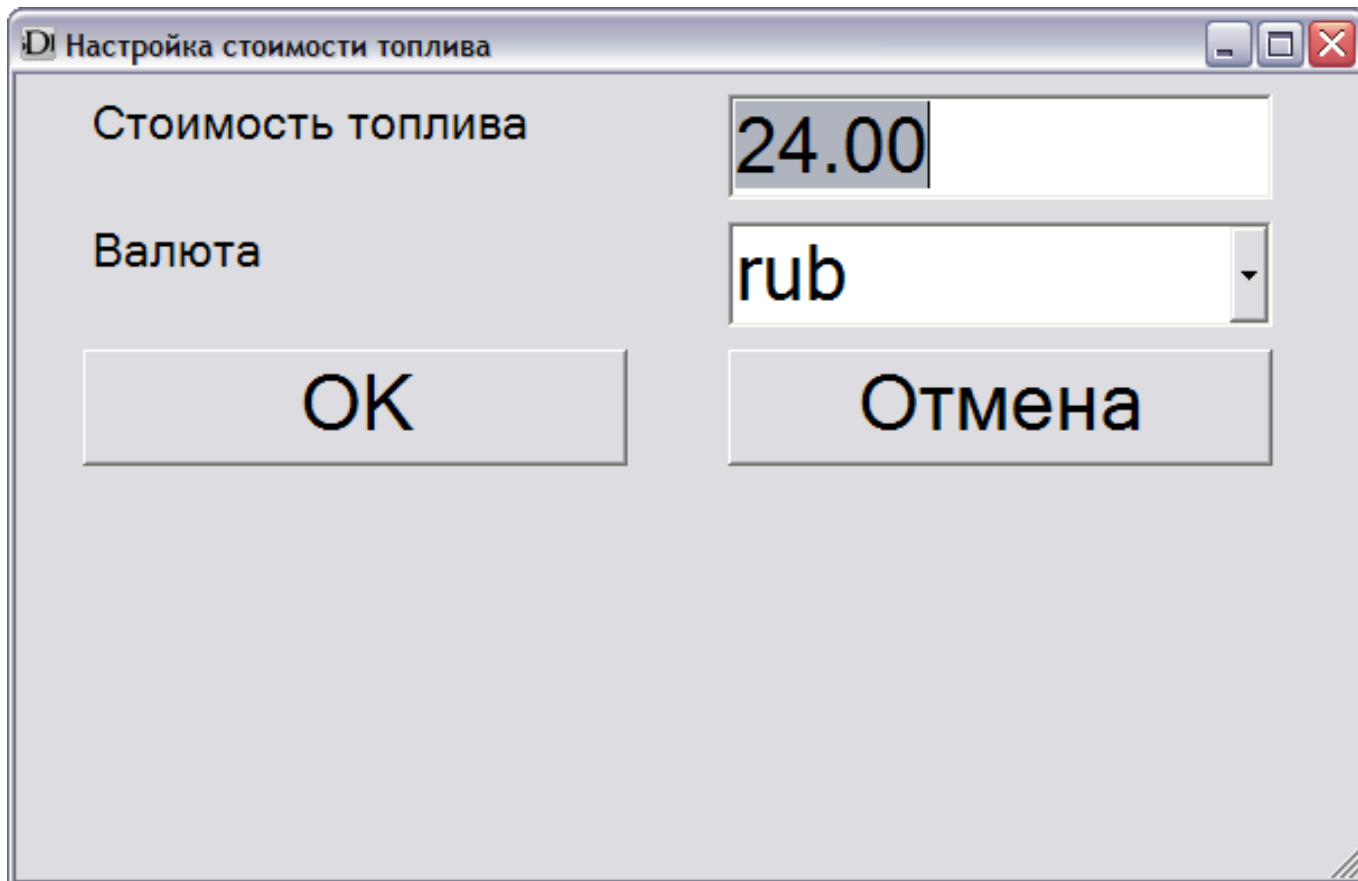 Настройка стоимости топлива
Стоимость топлива 24.00
Валюта rub
OK Отмена